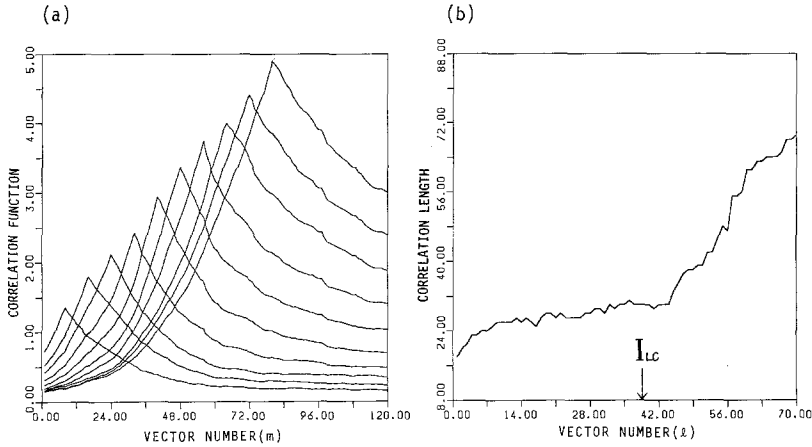 (a)
CORRELATION FUNCTION
0.00 1.00 2.00 3.00 4.00 5.00
0.00 24.00 48.00 72.00 96.00 120.00
VECTOR NUMBER(m)
(b)
CORRELATION LENGTH
8.00 24.00 40.00 56.00 72.00 88.00
I LC
0.00 14.00 28.00 42.00 56.00 70.00
VECTOR NUMBER(ℓ)